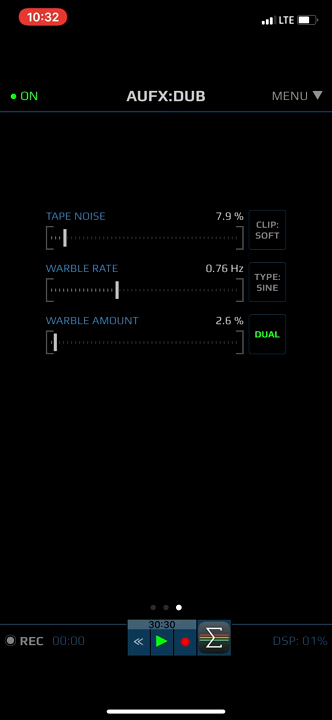 10:32
LTE
ON
AUFX:DUB
MENU ▼
TAPE NOISE
7.9 %
CLIP:
SOFT
WARBLE RATE
0.76 Hz
TYPE:
SINE
WARBLE AMOUNT
2.6 %
DUAL
30:30
REC
00:00
Σ
DSP: 01%